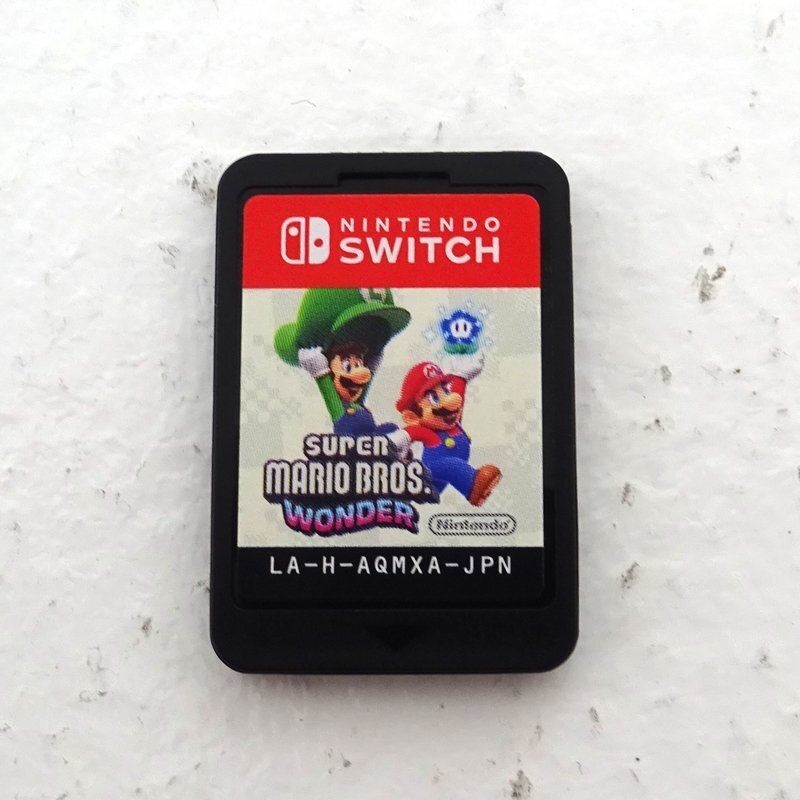 NINTENDO
SWITCH
L
M
SUPER
MARIO BROS.
WONDER
Nintendo
LA-H-AQMXA-JPN